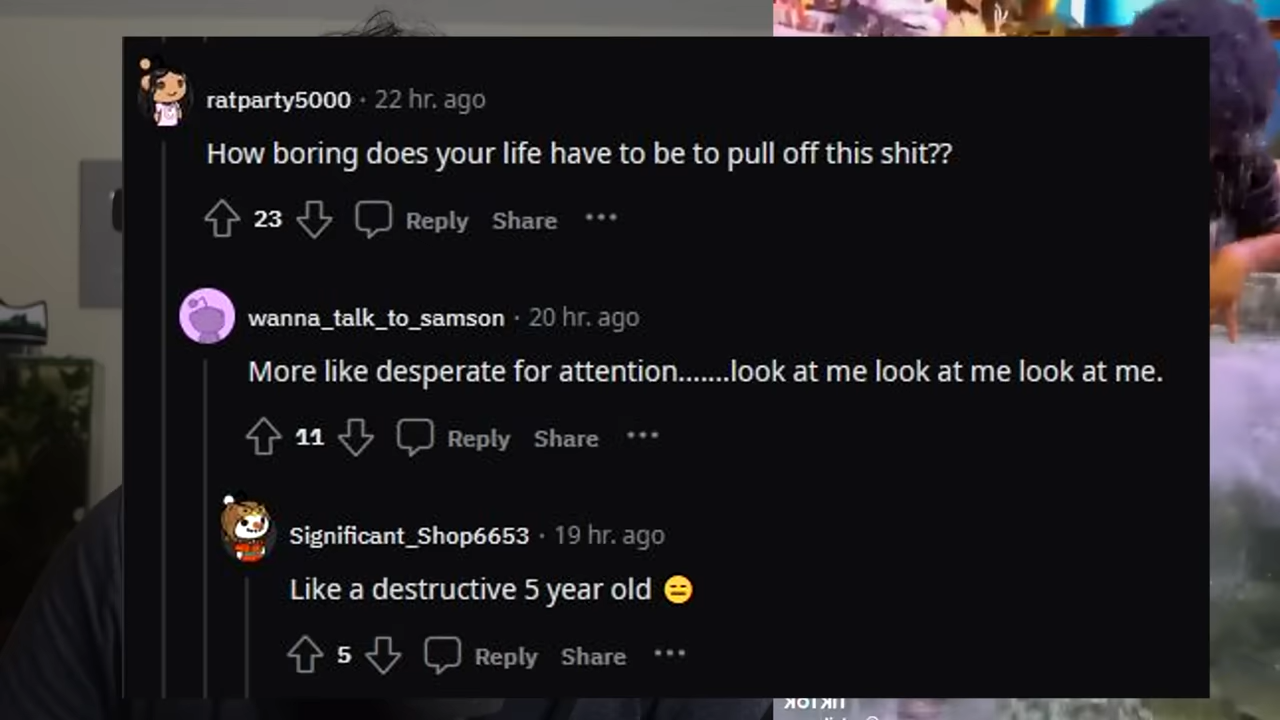 ratparty5000 · 22 hr. ago
How boring does your life have to be to pull off this shit??
23 Reply Share ...
wanna_talk_to_samson · 20 hr. ago
More like desperate for attention.......look at me look at me look at me.
11 Reply Share ...
Significant_Shop6653 · 19 hr. ago
Like a destructive 5 year old 😑
5 Reply Share ...